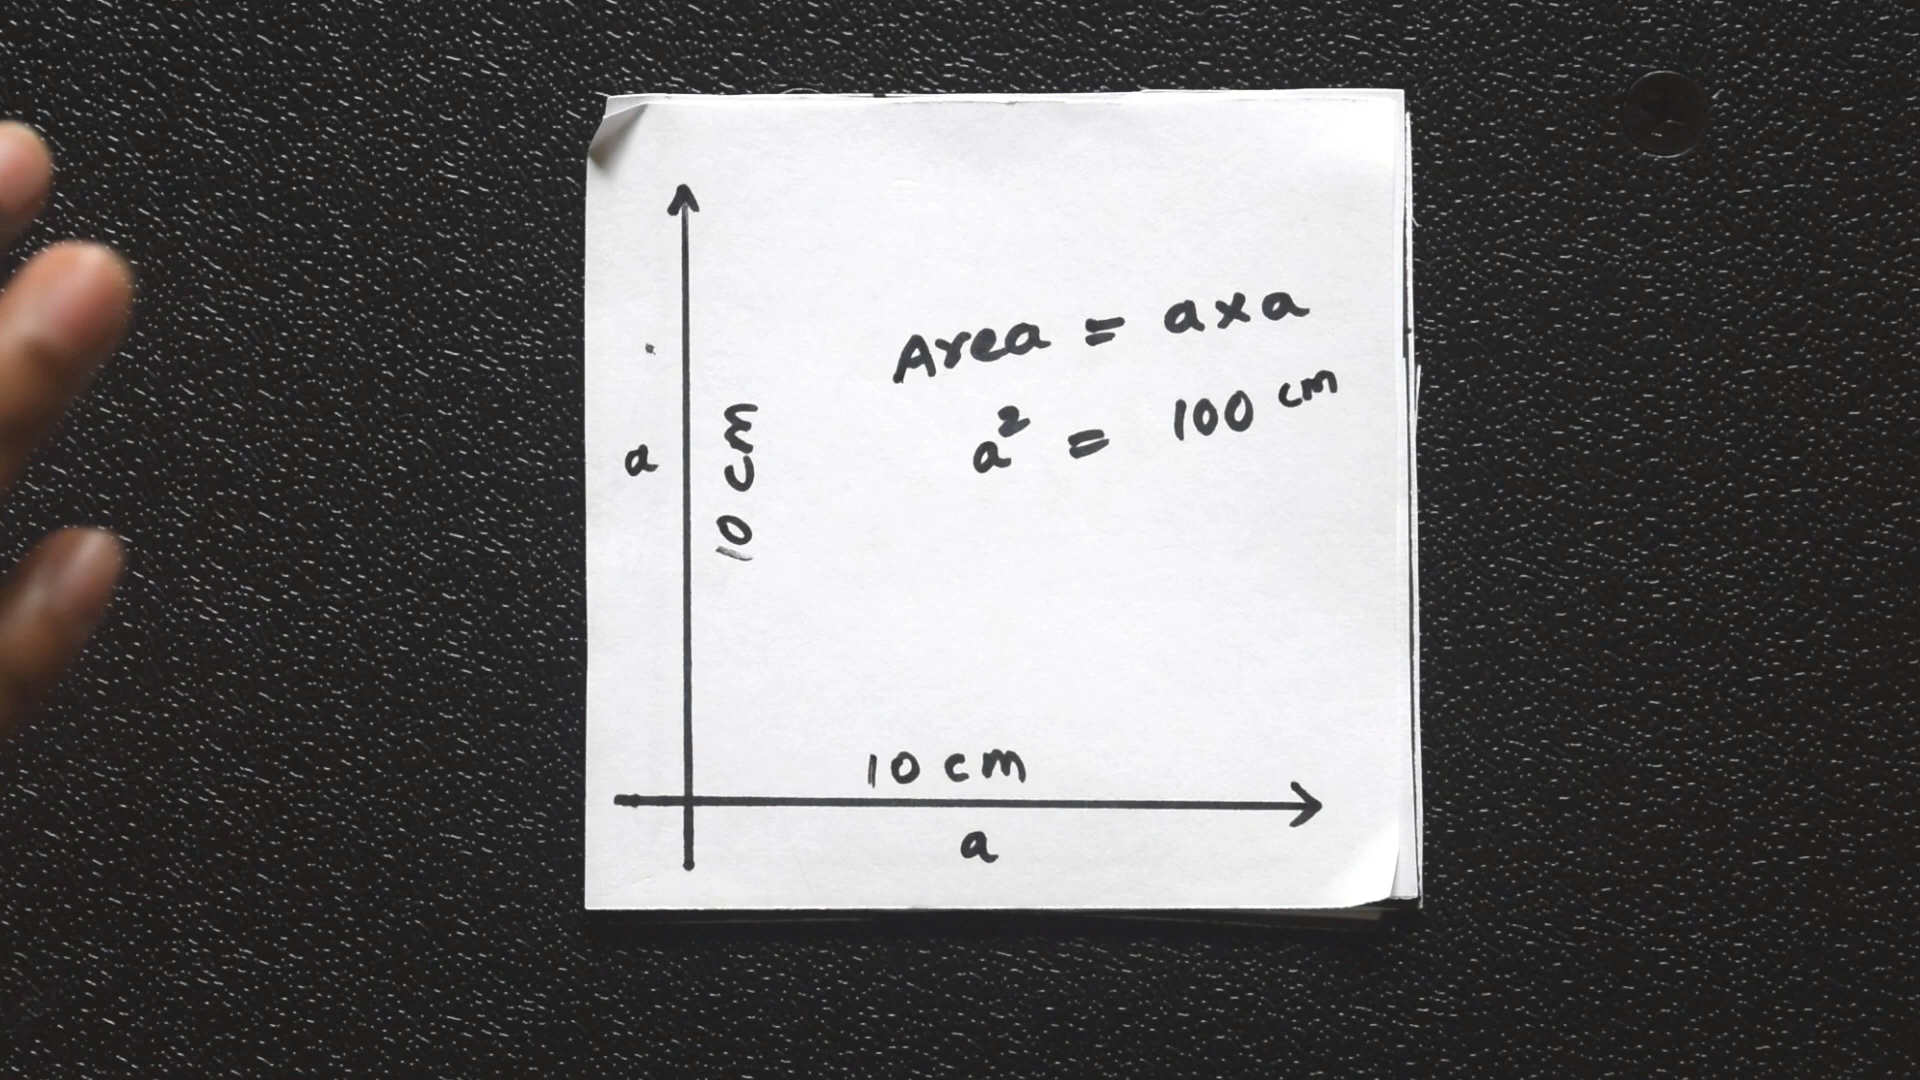 Area = a x a
a² = 100 cm
a
10 cm
10 cm
a